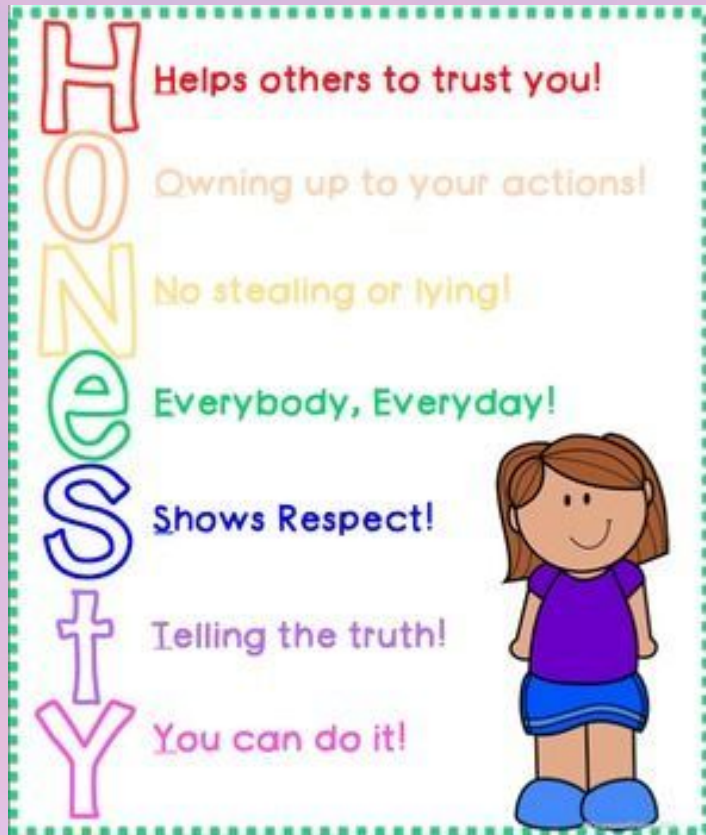 HONeStY
Helps others to trust you!
Owning up to your actions!
No stealing or lying!
Everybody, Everyday!
Shows Respect!
Telling the truth!
You can do it!